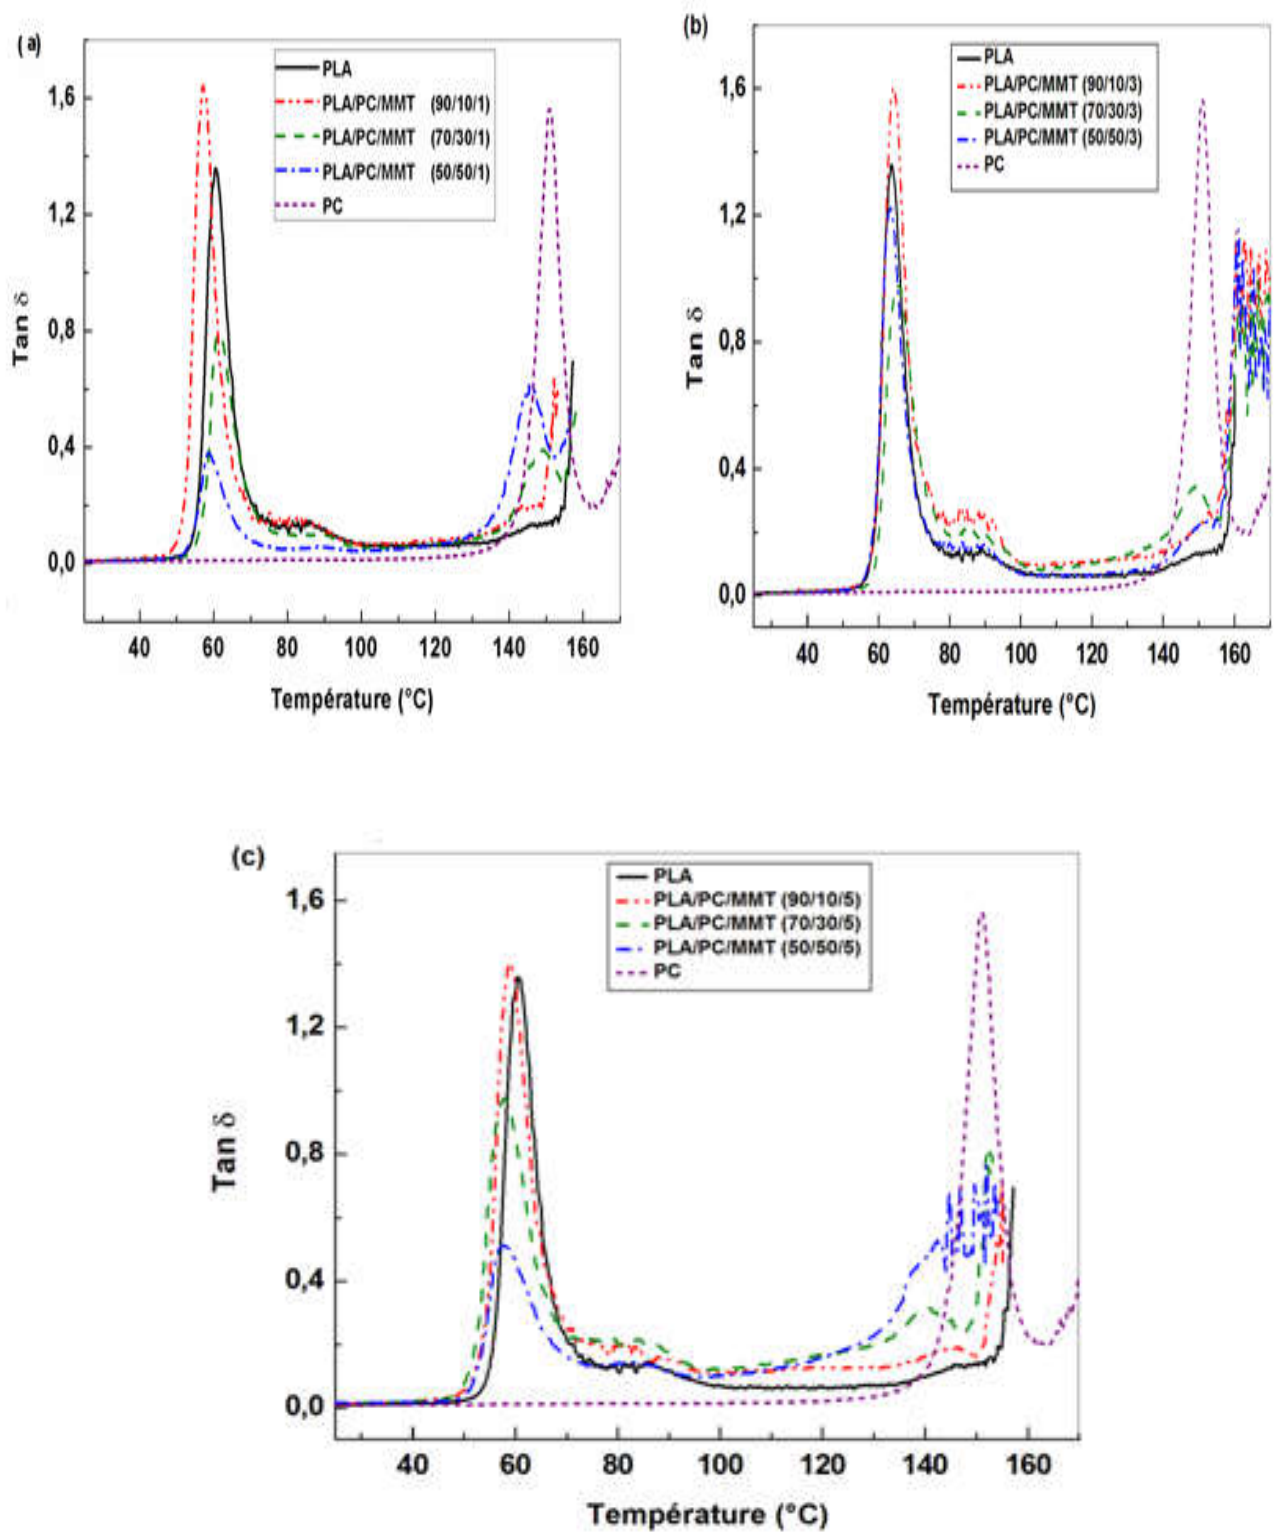 (a)
PLA
PLA/PC/MMT (90/10/1)
PLA/PC/MMT (70/30/1)
PLA/PC/MMT (50/50/1)
PC
1,6
1,2
0,8
0,4
0,0
Tan δ
40 60 80 100 120 140 160
Température (°C)
(b)
PLA
PLA/PC/MMT (90/10/3)
PLA/PC/MMT (70/30/3)
PLA/PC/MMT (50/50/3)
PC
1,6
1,2
0,8
0,4
0,0
Tan δ
40 60 80 100 120 140 160
Température (°C)
(c)
PLA
PLA/PC/MMT (90/10/5)
PLA/PC/MMT (70/30/5)
PLA/PC/MMT (50/50/5)
PC
1,6
1,2
0,8
0,4
0,0
Tan δ
40 60 80 100 120 140 160
Température (°C)